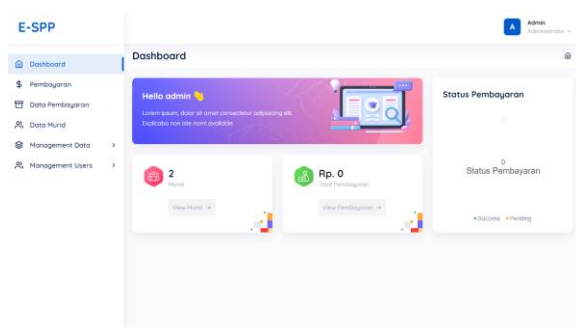 E-SPP
A
Admin
Administrator
Dashboard
Pembayaran
Data Pembayaran
Data Murid
Management Data
Management Users
Dashboard
Hello admin
Lorem ipsum, dolor sit amet consectetur adipisicing elit.
Explicabo non iste nami available.
2
Murid
View Murid
Rp. 0
Total Pembayaran
View Pembayaran
Status Pembayaran
0
Status Pembayaran
Success Pending